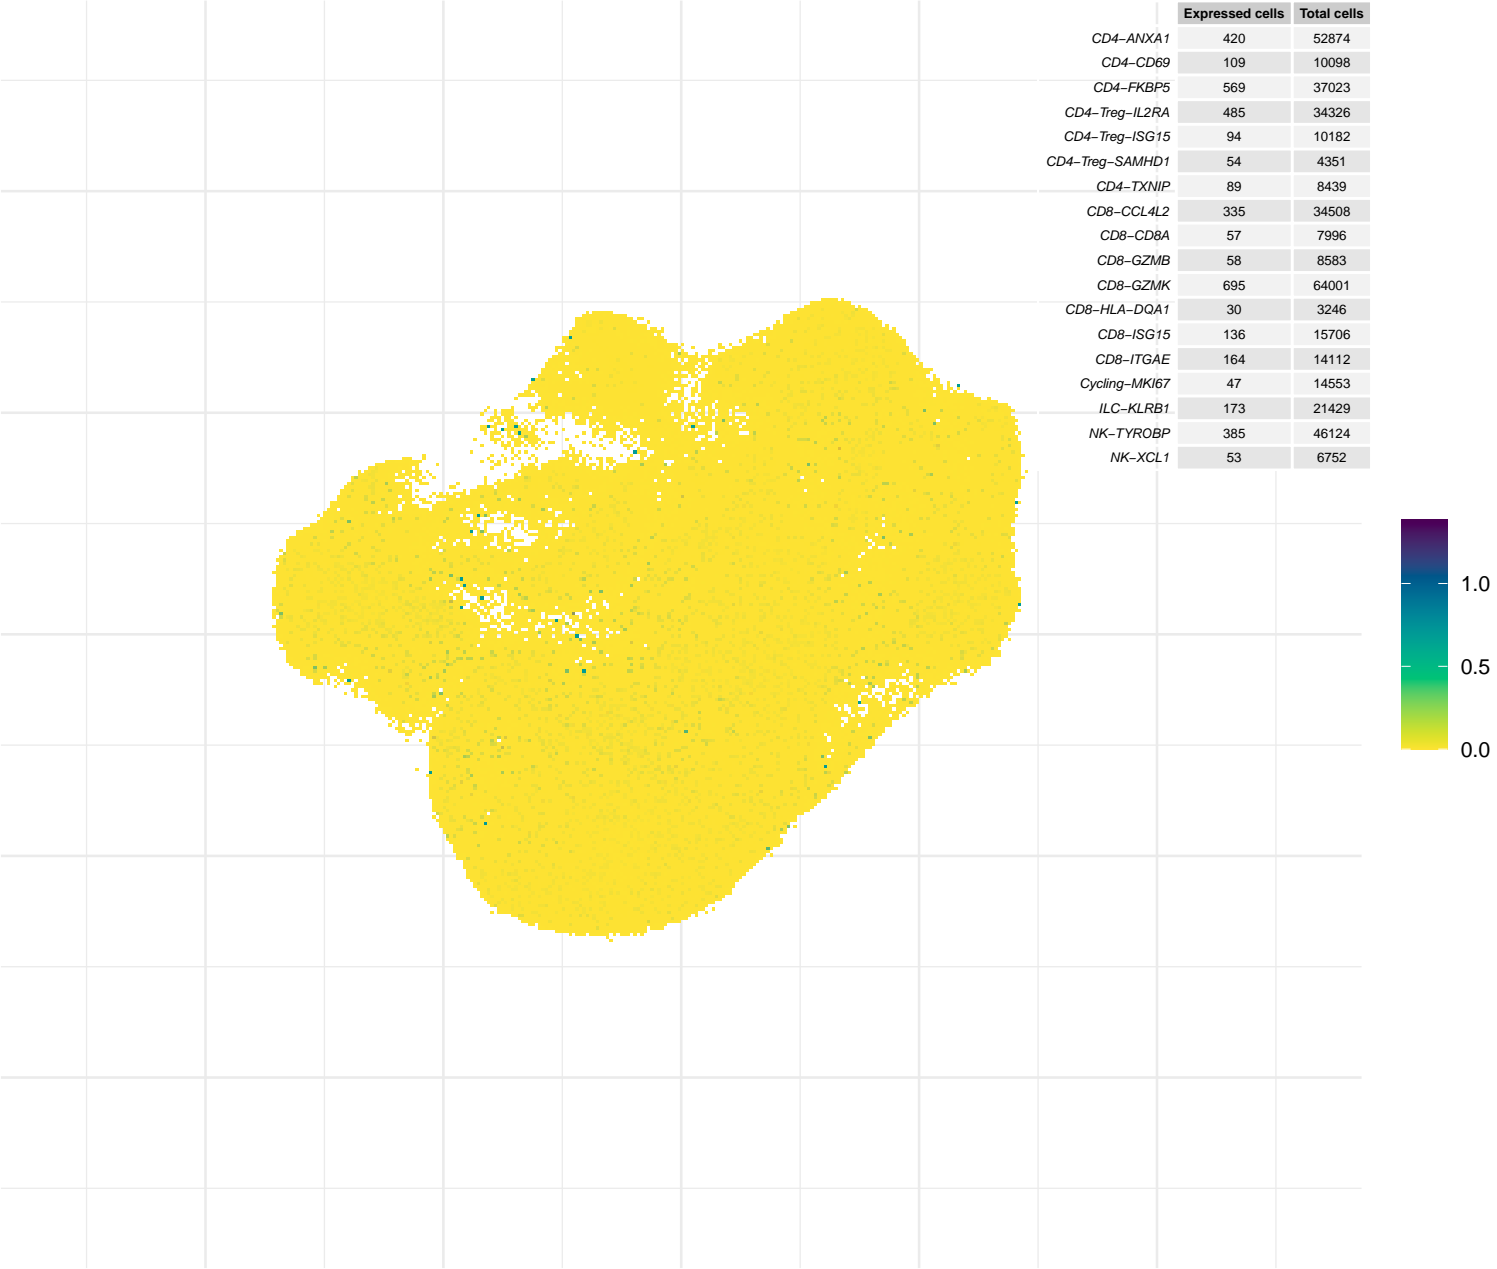 Expressed cells Total cells
CD4−ANXA1 420 52874
CD4−CD69 109 10098
CD4−FKBP5 569 37023
CD4−Treg−IL2RA 485 34326
CD4−Treg−ISG15 94 10182
CD4−Treg−SAMHD1 54 4351
CD4−TXNIP 89 8439
CD8−CCL4L2 335 34508
CD8−CD8A 57 7996
CD8−GZMB 58 8583
CD8−GZMK 695 64001
CD8−HLA−DQA1 30 3246
CD8−ISG15 136 15706
CD8−ITGAE 164 14112
Cycling−MKI67 47 14553
ILC−KLRB1 173 21429
NK−TYROBP 385 46124
NK−XCL1 53 6752
1.0
0.5
0.0